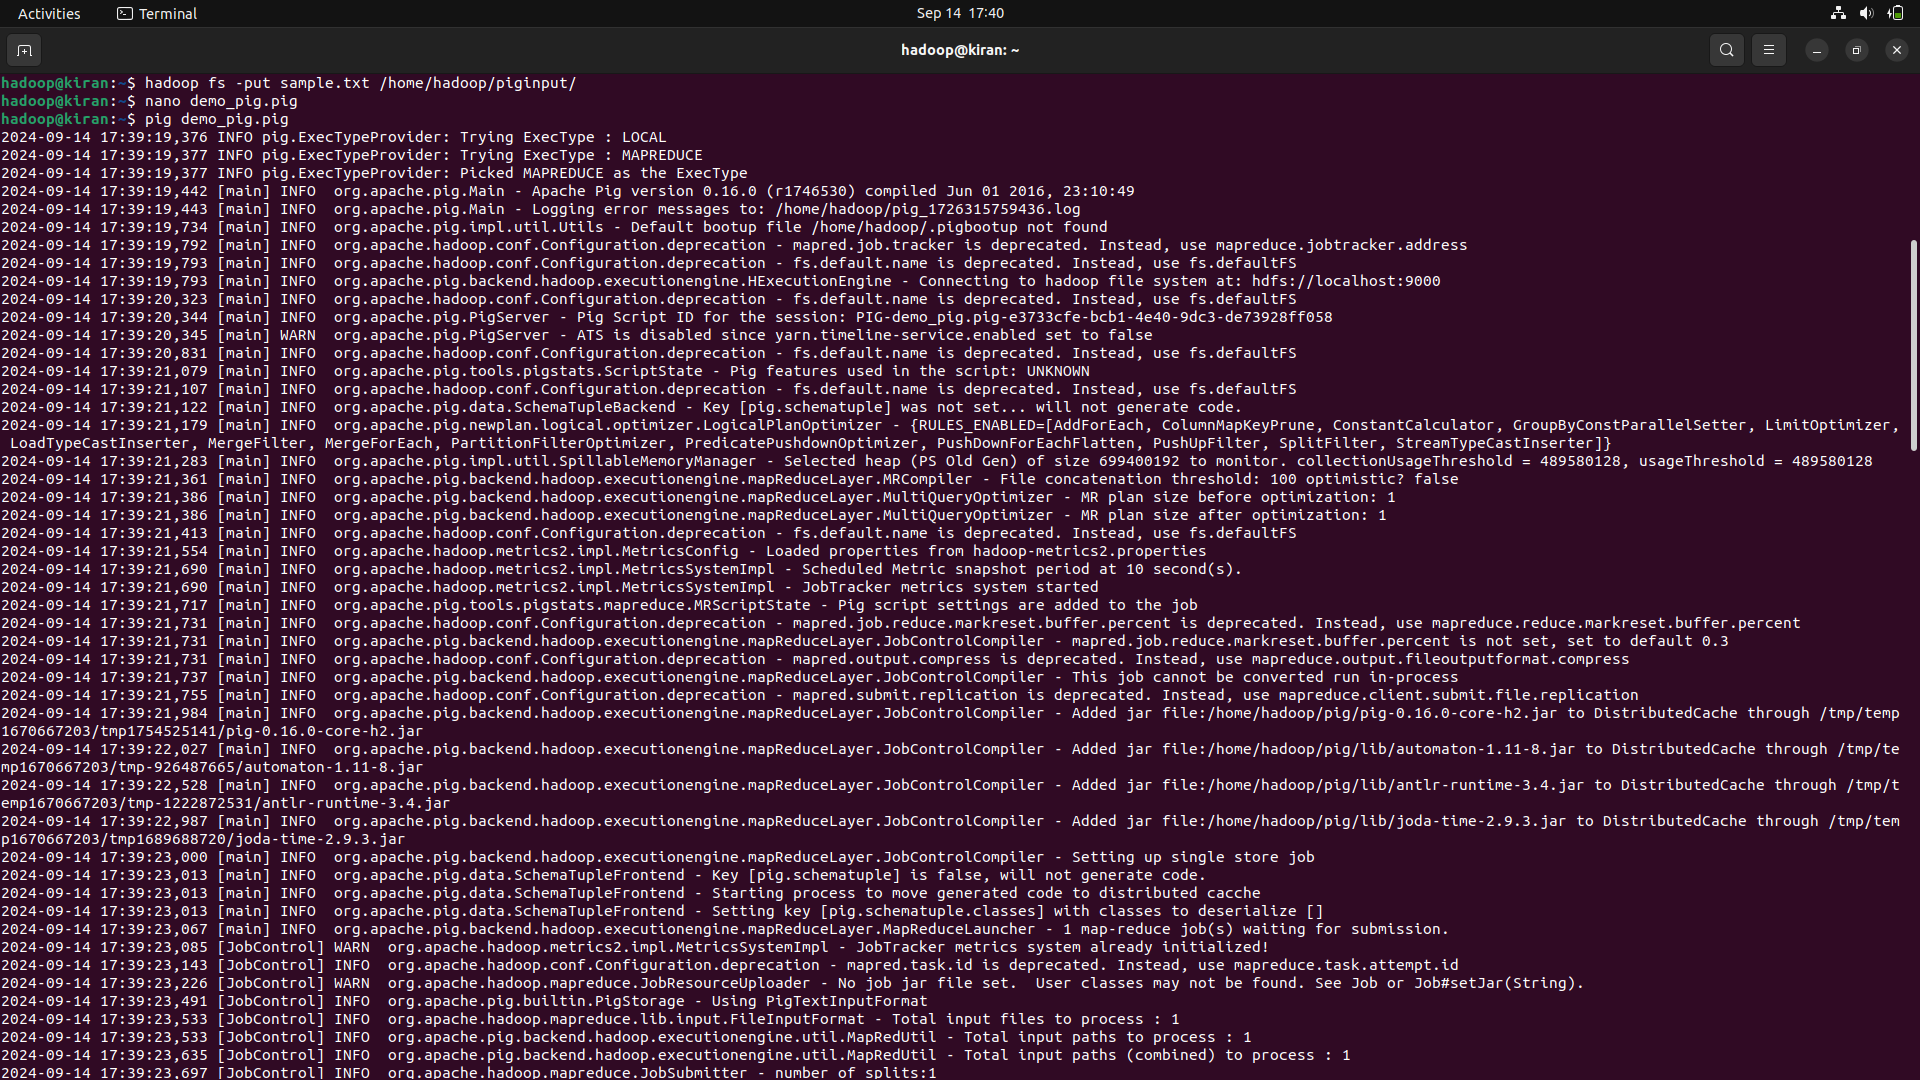 Activities
Terminal
Sep 14 17:40
hadoop@kiran: ~
hadoop@kiran:~$ hadoop fs -put sample.txt /home/hadoop/piginput/
hadoop@kiran:~$ nano demo_pig.pig
hadoop@kiran:~$ pig demo_pig.pig
2024-09-14 17:39:19,376 INFO pig.ExecTypeProvider: Trying ExecType : LOCAL
2024-09-14 17:39:19,377 INFO pig.ExecTypeProvider: Trying ExecType : MAPREDUCE
2024-09-14 17:39:19,377 INFO pig.ExecTypeProvider: Picked MAPREDUCE as the ExecType
2024-09-14 17:39:19,442 [main] INFO  org.apache.pig.Main - Apache Pig version 0.16.0 (r1746530) compiled Jun 01 2016, 23:10:49
2024-09-14 17:39:19,443 [main] INFO  org.apache.pig.Main - Logging error messages to: /home/hadoop/pig_1726315759436.log
2024-09-14 17:39:19,734 [main] INFO  org.apache.pig.impl.util.Utils - Default bootup file /home/hadoop/.pigbootup not found
2024-09-14 17:39:19,792 [main] INFO  org.apache.hadoop.conf.Configuration.deprecation - mapred.job.tracker is deprecated. Instead, use mapreduce.jobtracker.address
2024-09-14 17:39:19,793 [main] INFO  org.apache.hadoop.conf.Configuration.deprecation - fs.default.name is deprecated. Instead, use fs.defaultFS
2024-09-14 17:39:19,793 [main] INFO  org.apache.pig.backend.hadoop.executionengine.HExecutionEngine - Connecting to hadoop file system at: hdfs://localhost:9000
2024-09-14 17:39:20,323 [main] INFO  org.apache.hadoop.conf.Configuration.deprecation - fs.default.name is deprecated. Instead, use fs.defaultFS
2024-09-14 17:39:20,344 [main] INFO  org.apache.pig.PigServer - Pig Script ID for the session: PIG-demo_pig.pig-e3733cfe-bcb1-4e40-9dc3-de73928ff058
2024-09-14 17:39:20,345 [main] WARN  org.apache.pig.PigServer - ATS is disabled since yarn.timeline-service.enabled set to false
2024-09-14 17:39:20,831 [main] INFO  org.apache.hadoop.conf.Configuration.deprecation - fs.default.name is deprecated. Instead, use fs.defaultFS
2024-09-14 17:39:21,079 [main] INFO  org.apache.pig.tools.pigstats.ScriptState - Pig features used in the script: UNKNOWN
2024-09-14 17:39:21,107 [main] INFO  org.apache.hadoop.conf.Configuration.deprecation - fs.default.name is deprecated. Instead, use fs.defaultFS
2024-09-14 17:39:21,122 [main] INFO  org.apache.pig.data.SchemaTupleBackend - Key [pig.schematuple] was not set... will not generate code.
2024-09-14 17:39:21,179 [main] INFO  org.apache.pig.newplan.logical.optimizer.LogicalPlanOptimizer - {RULES_ENABLED=[AddForEach, ColumnMapKeyPrune, ConstantCalculator, GroupByConstParallelSetter, LimitOptimizer,
 LoadTypeCastInserter, MergeFilter, MergeForEach, PartitionFilterOptimizer, PredicatePushdownOptimizer, PushDownForEachFlatten, PushUpFilter, SplitFilter, StreamTypeCastInserter]}
2024-09-14 17:39:21,283 [main] INFO  org.apache.pig.impl.util.SpillableMemoryManager - Selected heap (PS Old Gen) of size 699400192 to monitor. collectionUsageThreshold = 489580128, usageThreshold = 489580128
2024-09-14 17:39:21,361 [main] INFO  org.apache.pig.backend.hadoop.executionengine.mapReduceLayer.MRCompiler - File concatenation threshold: 100 optimistic? false
2024-09-14 17:39:21,386 [main] INFO  org.apache.pig.backend.hadoop.executionengine.mapReduceLayer.MultiQueryOptimizer - MR plan size before optimization: 1
2024-09-14 17:39:21,386 [main] INFO  org.apache.pig.backend.hadoop.executionengine.mapReduceLayer.MultiQueryOptimizer - MR plan size after optimization: 1
2024-09-14 17:39:21,413 [main] INFO  org.apache.hadoop.conf.Configuration.deprecation - fs.default.name is deprecated. Instead, use fs.defaultFS
2024-09-14 17:39:21,554 [main] INFO  org.apache.hadoop.metrics2.impl.MetricsConfig - Loaded properties from hadoop-metrics2.properties
2024-09-14 17:39:21,690 [main] INFO  org.apache.hadoop.metrics2.impl.MetricsSystemImpl - Scheduled Metric snapshot period at 10 second(s).
2024-09-14 17:39:21,690 [main] INFO  org.apache.hadoop.metrics2.impl.MetricsSystemImpl - JobTracker metrics system started
2024-09-14 17:39:21,717 [main] INFO  org.apache.pig.tools.pigstats.mapreduce.MRScriptState - Pig script settings are added to the job
2024-09-14 17:39:21,731 [main] INFO  org.apache.hadoop.conf.Configuration.deprecation - mapred.job.reduce.markreset.buffer.percent is deprecated. Instead, use mapreduce.reduce.markreset.buffer.percent
2024-09-14 17:39:21,731 [main] INFO  org.apache.pig.backend.hadoop.executionengine.mapReduceLayer.JobControlCompiler - mapred.job.reduce.markreset.buffer.percent is not set, set to default 0.3
2024-09-14 17:39:21,731 [main] INFO  org.apache.hadoop.conf.Configuration.deprecation - mapred.output.compress is deprecated. Instead, use mapreduce.output.fileoutputformat.compress
2024-09-14 17:39:21,737 [main] INFO  org.apache.pig.backend.hadoop.executionengine.mapReduceLayer.JobControlCompiler - This job cannot be converted run in-process
2024-09-14 17:39:21,755 [main] INFO  org.apache.hadoop.conf.Configuration.deprecation - mapred.submit.replication is deprecated. Instead, use mapreduce.client.submit.file.replication
2024-09-14 17:39:21,984 [main] INFO  org.apache.pig.backend.hadoop.executionengine.mapReduceLayer.JobControlCompiler - Added jar file:/home/hadoop/pig/pig-0.16.0-core-h2.jar to DistributedCache through /tmp/temp
1670667203/tmp1754525141/pig-0.16.0-core-h2.jar
2024-09-14 17:39:22,027 [main] INFO  org.apache.pig.backend.hadoop.executionengine.mapReduceLayer.JobControlCompiler - Added jar file:/home/hadoop/pig/lib/automaton-1.11-8.jar to DistributedCache through /tmp/te
mp1670667203/tmp-926487665/automaton-1.11-8.jar
2024-09-14 17:39:22,528 [main] INFO  org.apache.pig.backend.hadoop.executionengine.mapReduceLayer.JobControlCompiler - Added jar file:/home/hadoop/pig/lib/antlr-runtime-3.4.jar to DistributedCache through /tmp/t
emp1670667203/tmp-1222872531/antlr-runtime-3.4.jar
2024-09-14 17:39:22,987 [main] INFO  org.apache.pig.backend.hadoop.executionengine.mapReduceLayer.JobControlCompiler - Added jar file:/home/hadoop/pig/lib/joda-time-2.9.3.jar to DistributedCache through /tmp/tem
p1670667203/tmp1689688720/joda-time-2.9.3.jar
2024-09-14 17:39:23,000 [main] INFO  org.apache.pig.backend.hadoop.executionengine.mapReduceLayer.JobControlCompiler - Setting up single store job
2024-09-14 17:39:23,013 [main] INFO  org.apache.pig.data.SchemaTupleFrontend - Key [pig.schematuple] is false, will not generate code.
2024-09-14 17:39:23,013 [main] INFO  org.apache.pig.data.SchemaTupleFrontend - Starting process to move generated code to distributed cacche
2024-09-14 17:39:23,013 [main] INFO  org.apache.pig.data.SchemaTupleFrontend - Setting key [pig.schematuple.classes] with classes to deserialize []
2024-09-14 17:39:23,067 [main] INFO  org.apache.pig.backend.hadoop.executionengine.mapReduceLayer.MapReduceLauncher - 1 map-reduce job(s) waiting for submission.
2024-09-14 17:39:23,085 [JobControl] WARN  org.apache.hadoop.metrics2.impl.MetricsSystemImpl - JobTracker metrics system already initialized!
2024-09-14 17:39:23,143 [JobControl] INFO  org.apache.hadoop.conf.Configuration.deprecation - mapred.task.id is deprecated. Instead, use mapreduce.task.attempt.id
2024-09-14 17:39:23,226 [JobControl] WARN  org.apache.hadoop.mapreduce.JobResourceUploader - No job jar file set.  User classes may not be found. See Job or Job#setJar(String).
2024-09-14 17:39:23,491 [JobControl] INFO  org.apache.pig.builtin.PigStorage - Using PigTextInputFormat
2024-09-14 17:39:23,533 [JobControl] INFO  org.apache.hadoop.mapreduce.lib.input.FileInputFormat - Total input files to process : 1
2024-09-14 17:39:23,533 [JobControl] INFO  org.apache.pig.backend.hadoop.executionengine.util.MapRedUtil - Total input paths to process : 1
2024-09-14 17:39:23,635 [JobControl] INFO  org.apache.pig.backend.hadoop.executionengine.util.MapRedUtil - Total input paths (combined) to process : 1
2024-09-14 17:39:23,697 [JobControl] INFO  org.apache.hadoop.mapreduce.JobSubmitter - number of splits:1